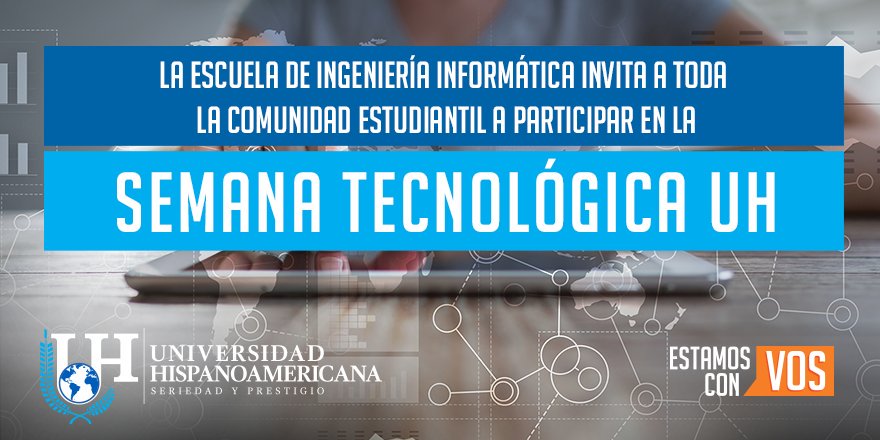 LA ESCUELA DE INGENIERÍA INFORMÁTICA INVITA A TODA
LA COMUNIDAD ESTUDIANTIL A PARTICIPAR EN LA
SEMANA TECNOLÓGICA UH
UH
UNIVERSIDAD
HISPANOAMERICANA
SERIEDAD Y PRESTIGIO
ESTAMOS
CON
VOS